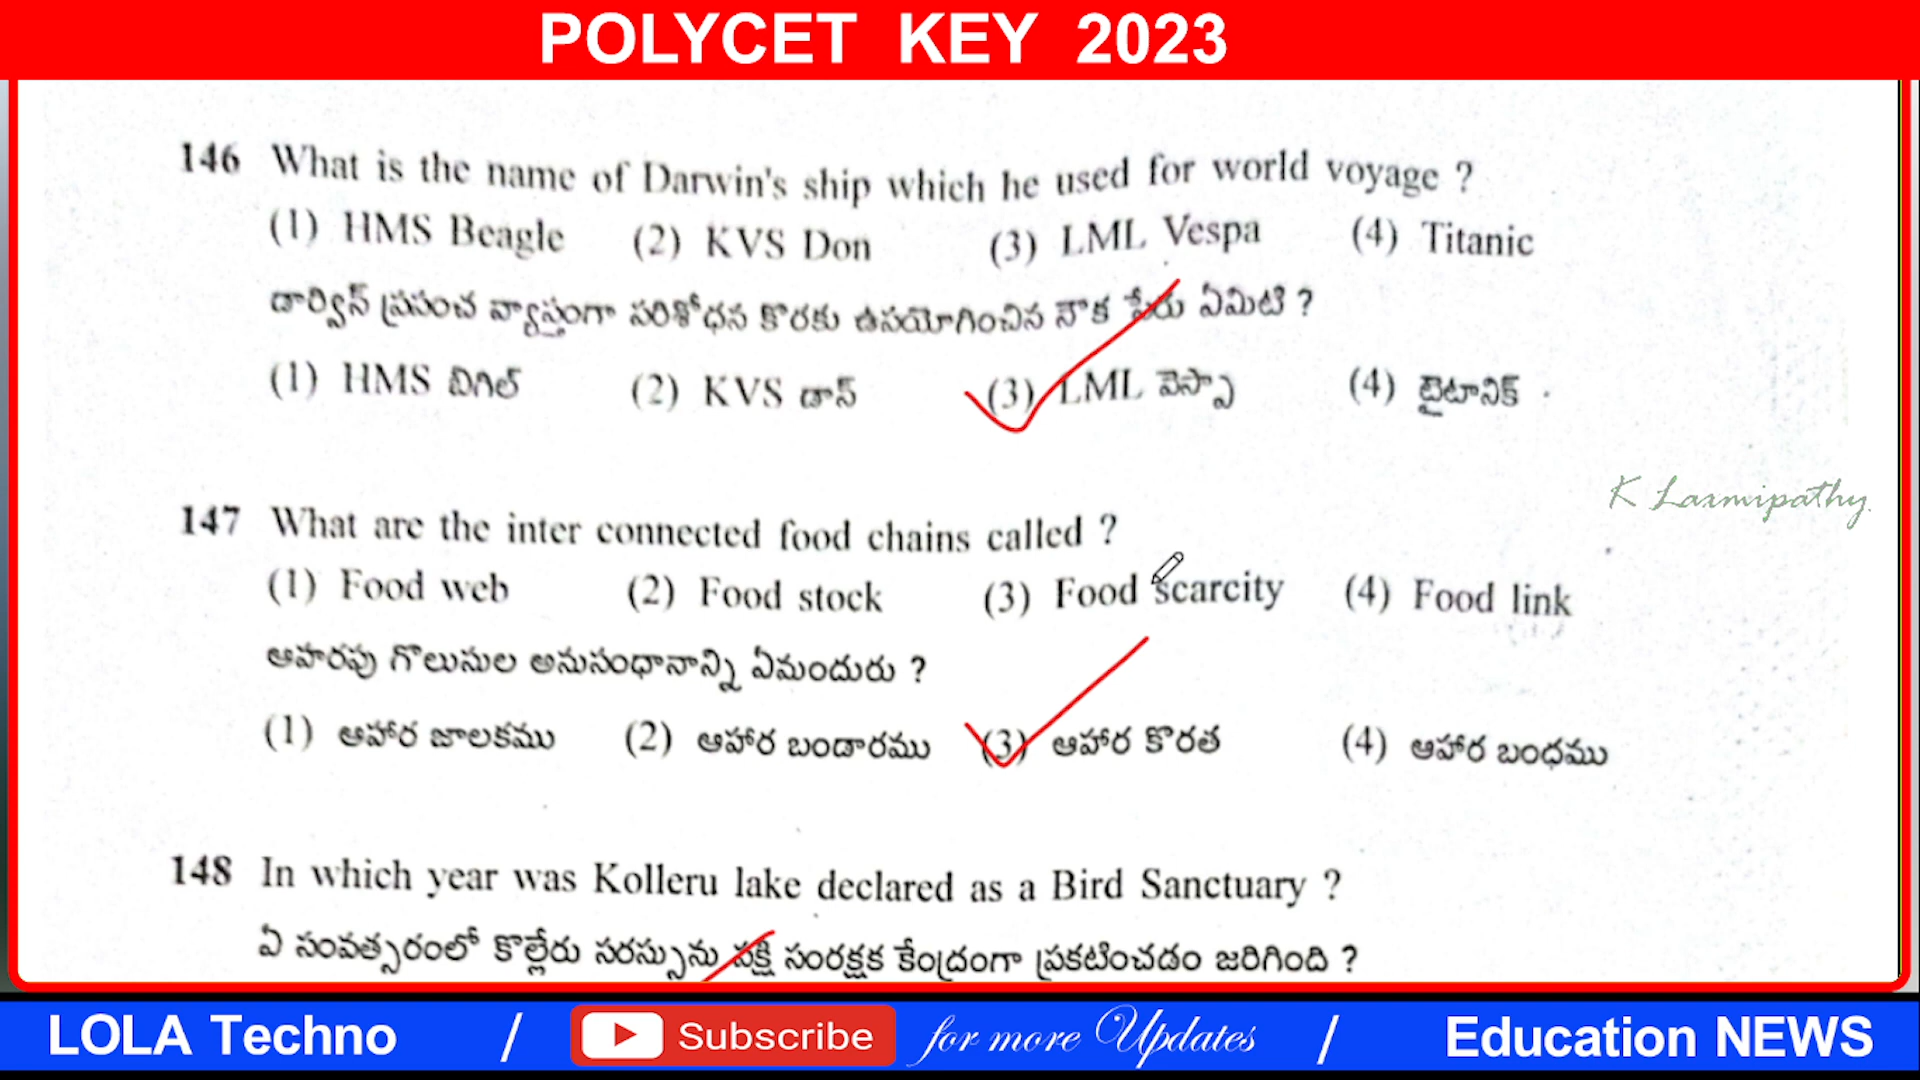 POLYCET KEY 2023
146 What is the name of Darwin's ship which he used for world voyage ?
(1) HMS Beagle (2) KVS Don (3) LML Vespa (4) Titanic
డార్విన్ ప్రపంచ వ్యాప్తంగా పరిశోధన కొరకు ఉపయోగించిన నౌక పేరు ఏమిటి ?
(1) HMS బిగిల్ (2) KVS డాన్ (3) LML వెస్పా (4) టైటానిక్
K Laxmipathy.
147 What are the inter connected food chains called ?
(1) Food web (2) Food stock (3) Food scarcity (4) Food link
ఆహరపు గొలుసుల అనుసంధానాన్ని ఏమందురు ?
(1) ఆహార జాలకము (2) ఆహార బండారము (3) ఆహార కొరత (4) ఆహార బంధము
148 In which year was Kolleru lake declared as a Bird Sanctuary ?
ఏ సంవత్సరంలో కొల్లేరు సరస్సును పక్షి సంరక్షక కేంద్రంగా ప్రకటించడం జరిగింది ?
LOLA Techno / Subscribe for more Updates / Education NEWS